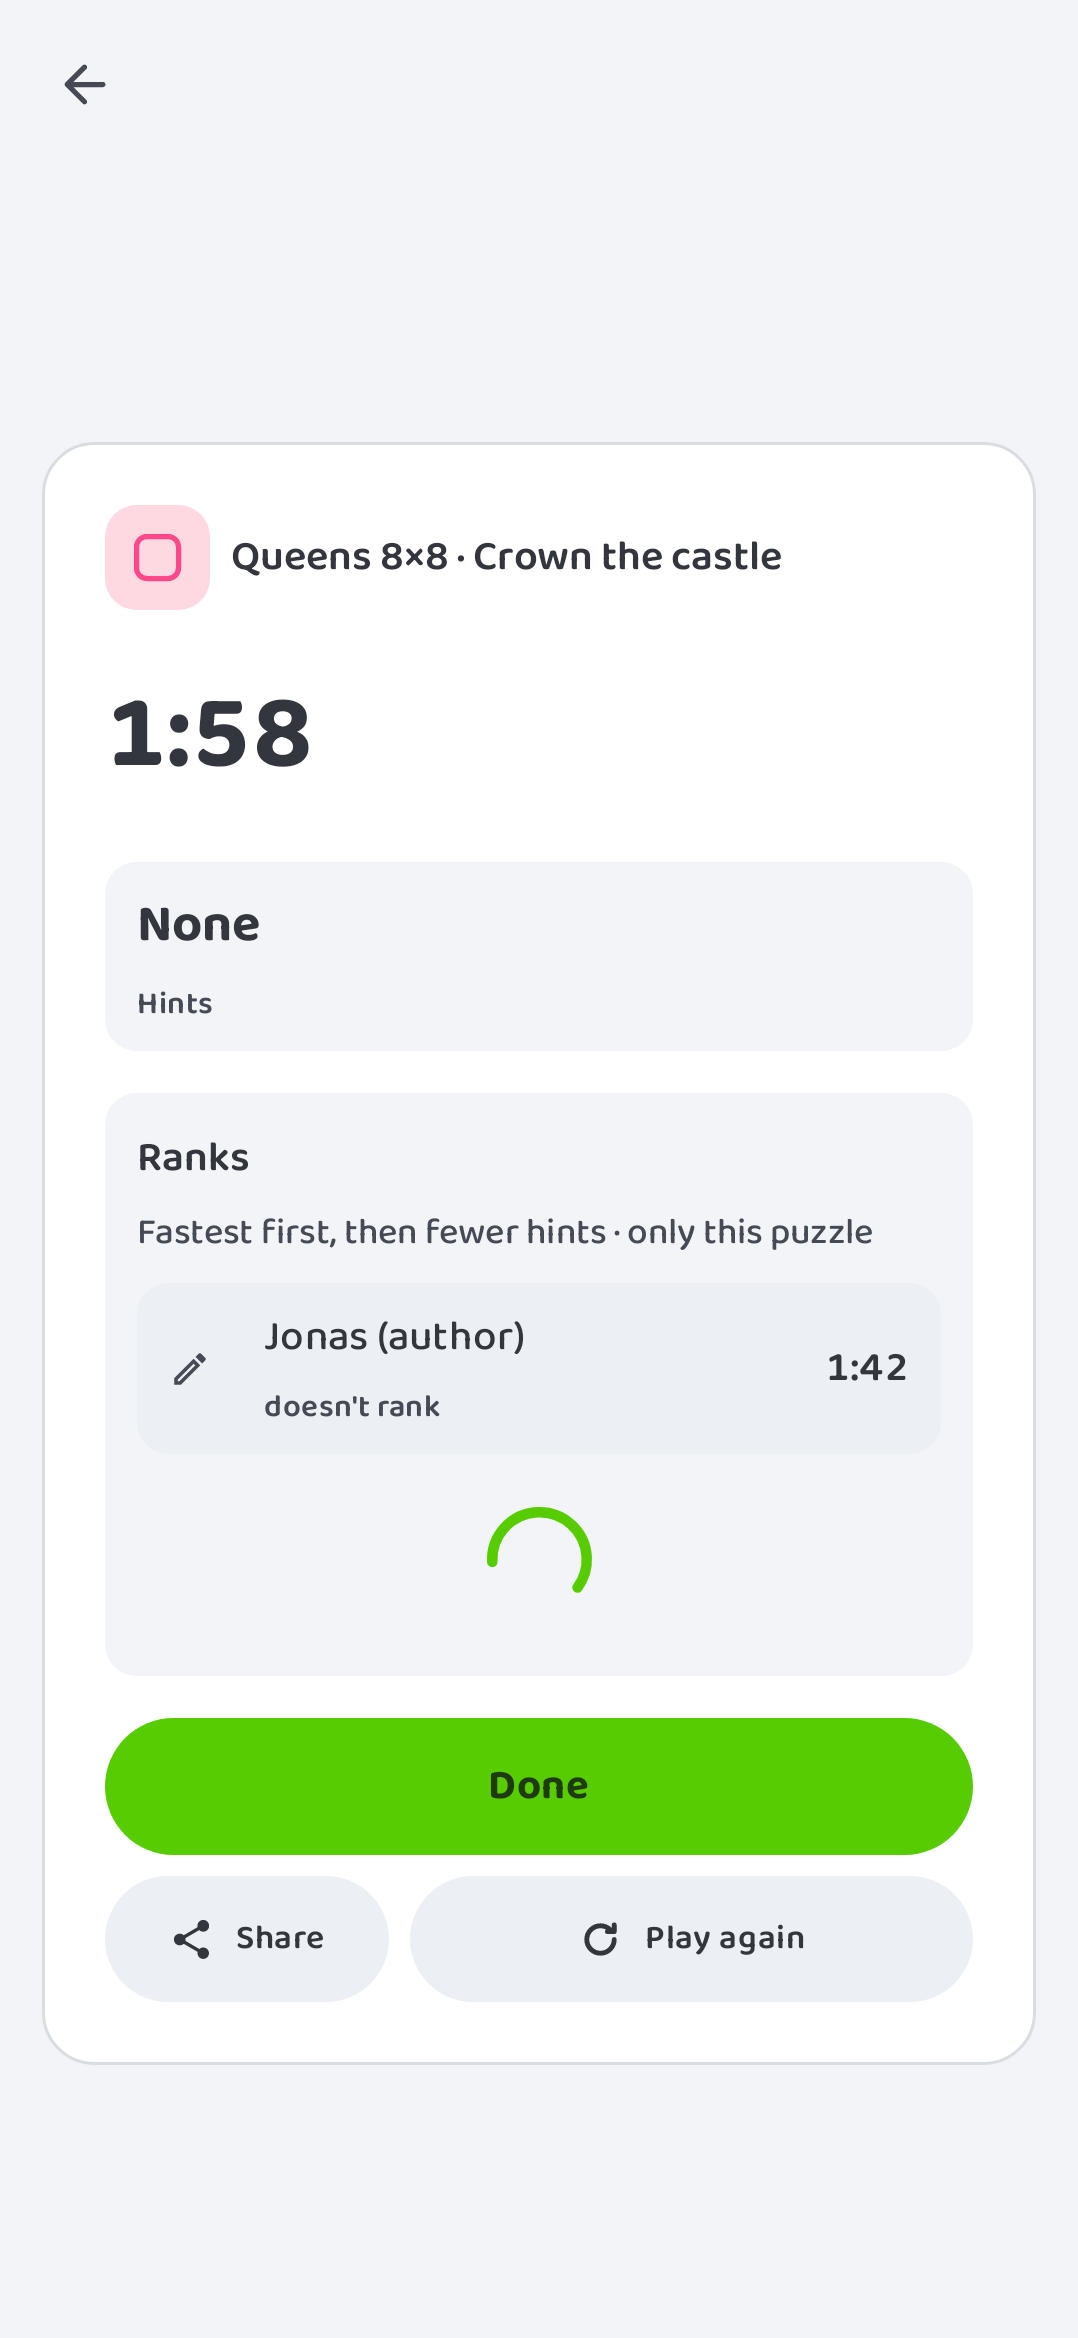 Queens 8×8 · Crown the castle
1:58
None
Hints
Ranks
Fastest first, then fewer hints · only this puzzle
Jonas (author)
doesn't rank
1:42
Done
Share
Play again